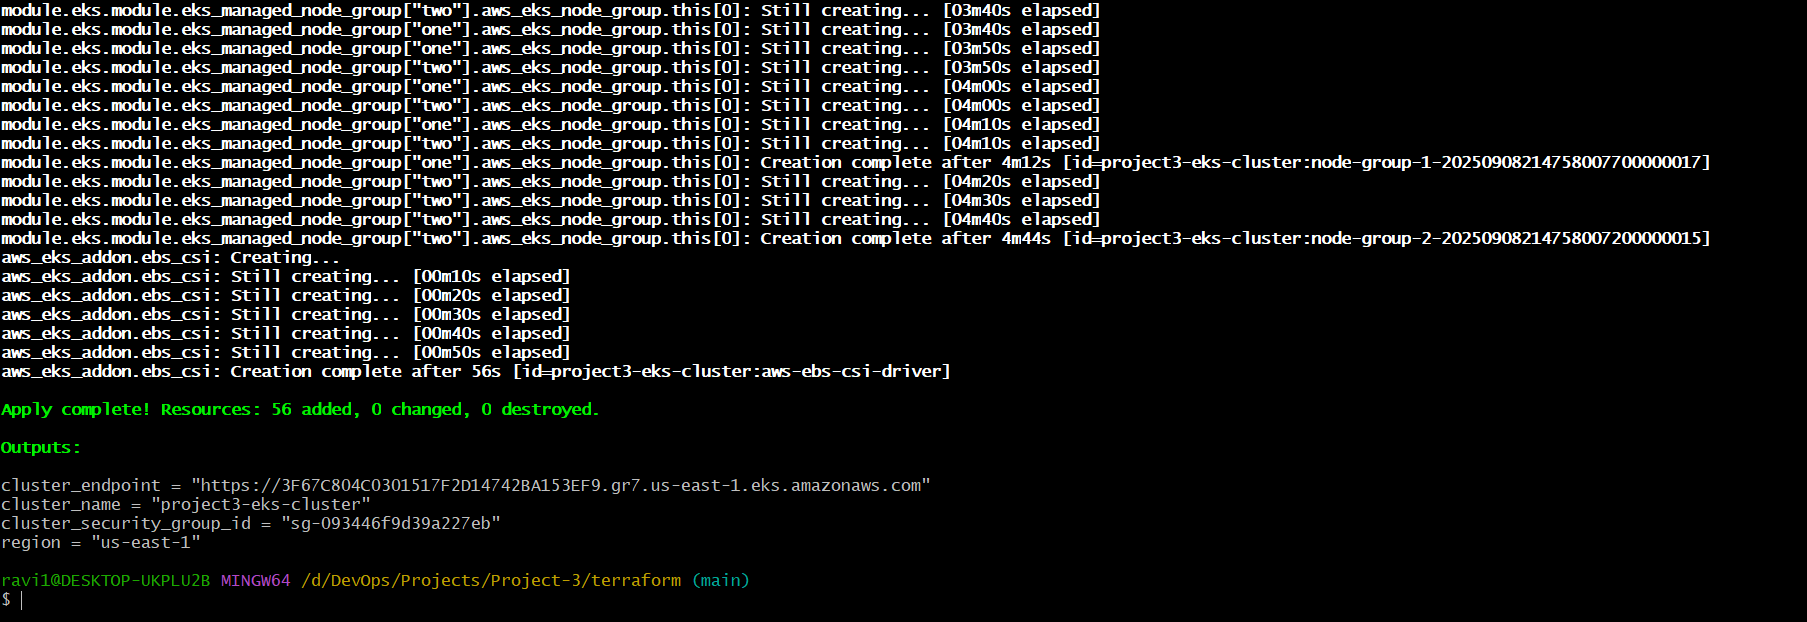 module.eks.module.eks_managed_node_group["two"].aws_eks_node_group.this[0]: Still creating... [03m40s elapsed]
module.eks.module.eks_managed_node_group["one"].aws_eks_node_group.this[0]: Still creating... [03m40s elapsed]
module.eks.module.eks_managed_node_group["one"].aws_eks_node_group.this[0]: Still creating... [03m50s elapsed]
module.eks.module.eks_managed_node_group["two"].aws_eks_node_group.this[0]: Still creating... [03m50s elapsed]
module.eks.module.eks_managed_node_group["one"].aws_eks_node_group.this[0]: Still creating... [04m00s elapsed]
module.eks.module.eks_managed_node_group["two"].aws_eks_node_group.this[0]: Still creating... [04m00s elapsed]
module.eks.module.eks_managed_node_group["one"].aws_eks_node_group.this[0]: Still creating... [04m10s elapsed]
module.eks.module.eks_managed_node_group["two"].aws_eks_node_group.this[0]: Still creating... [04m10s elapsed]
module.eks.module.eks_managed_node_group["one"].aws_eks_node_group.this[0]: Creation complete after 4m12s [id=project3-eks-cluster:node-group-1-20250908214758007700000017]
module.eks.module.eks_managed_node_group["two"].aws_eks_node_group.this[0]: Still creating... [04m20s elapsed]
module.eks.module.eks_managed_node_group["two"].aws_eks_node_group.this[0]: Still creating... [04m30s elapsed]
module.eks.module.eks_managed_node_group["two"].aws_eks_node_group.this[0]: Still creating... [04m40s elapsed]
module.eks.module.eks_managed_node_group["two"].aws_eks_node_group.this[0]: Creation complete after 4m44s [id=project3-eks-cluster:node-group-2-20250908214758007200000015]
aws_eks_addon.ebs_csi: Creating...
aws_eks_addon.ebs_csi: Still creating... [00m10s elapsed]
aws_eks_addon.ebs_csi: Still creating... [00m20s elapsed]
aws_eks_addon.ebs_csi: Still creating... [00m30s elapsed]
aws_eks_addon.ebs_csi: Still creating... [00m40s elapsed]
aws_eks_addon.ebs_csi: Still creating... [00m50s elapsed]
aws_eks_addon.ebs_csi: Creation complete after 56s [id=project3-eks-cluster:aws-ebs-csi-driver]
Apply complete! Resources: 56 added, 0 changed, 0 destroyed.
Outputs:
cluster_endpoint = "https://3F67C804C0301517F2D14742BA153EF9.gr7.us-east-1.eks.amazonaws.com"
cluster_name = "project3-eks-cluster"
cluster_security_group_id = "sg-093446f9d39a227eb"
region = "us-east-1"
ravi1@DESKTOP-UKPLU2B MINGW64 /d/DevOps/Projects/Project-3/terraform (main)
$